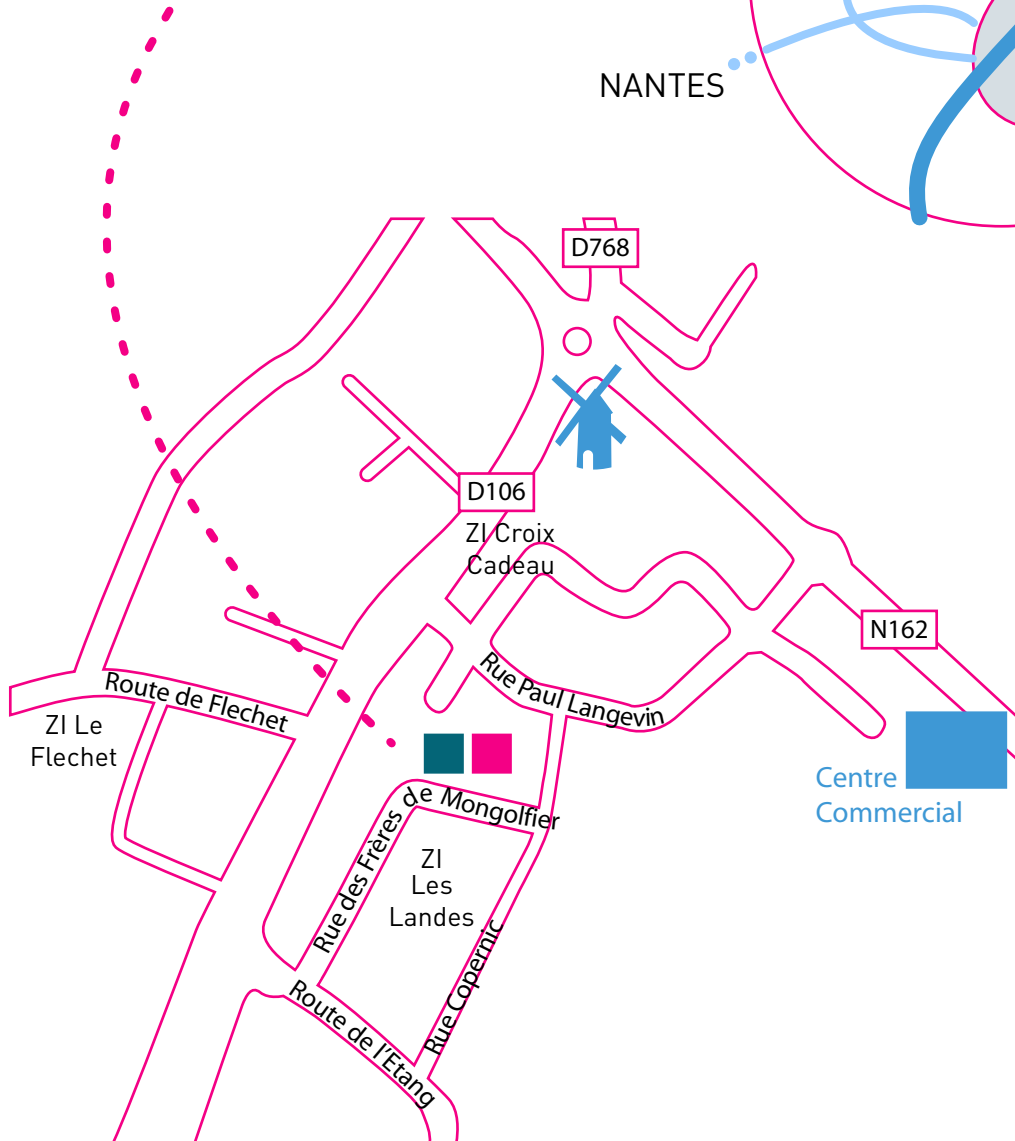 NANTES
D768
D106
ZI Croix
Cadeau
N162
Rue Paul Langevin
Route de Flechet
ZI Le
Flechet
Centre
Commercial
Rue des Frères de Mongolfier
ZI
Les
Landes
Rue Copernic
Route de l'Etang